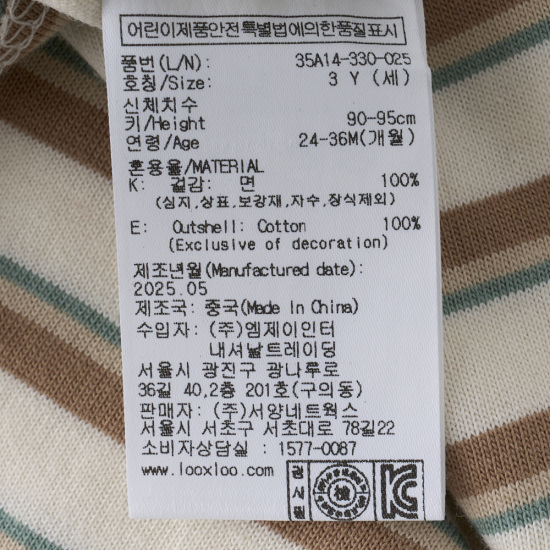 어린이제품안전특별법에의한품질표시
품번(L/N): 35A14-330-025
호칭/Size: 3 Y (세)
신체치수
키/Height 90-95cm
연령/Age 24-36M(개월)
혼용율/MATERIAL
K: 겉감: 면 100%
(심지,상표,보강재,자수,장식제외)
E: Outshell: Cotton 100%
(Exclusive of decoration)
제조년월(Manufactured date):
2025.05
제조국: 중국(Made In China)
수입자: (주)엠제이인터
내셔날트레이딩
서울시 광진구 광나루로
36길 40,2층 201호(구의동)
판매자: (주)서양네트웍스
서울시 서초구 서초대로 78길22
소비자상담실 : 1577-0087
www.looxloo.com
검사원
檢
KC